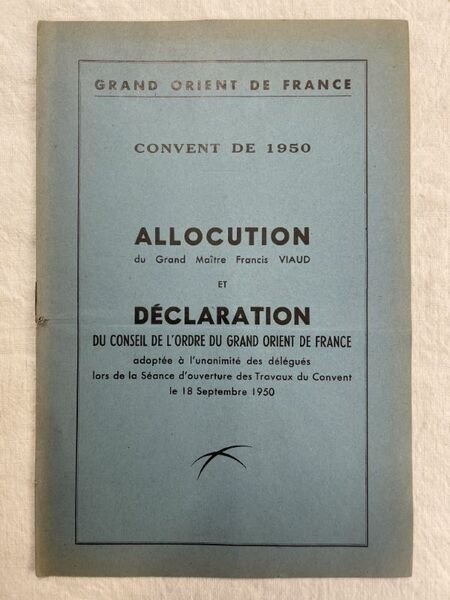 GRAND ORIENT DE FRANCE
CONVENT DE 1950
ALLOCUTION
du Grand Maître Francis VIAUD
ET
DÉCLARATION
DU CONSEIL DE L'ORDRE DU GRAND ORIENT DE FRANCE
adoptée à l'unanimité des délégués
lors de la Séance d'ouverture des Travaux du Convent
le 18 Septembre 1950